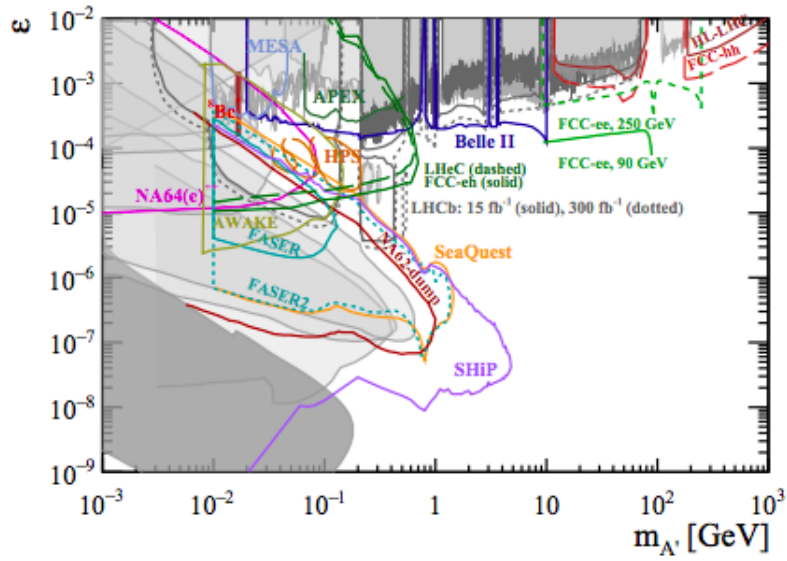 ε
10⁻²
10⁻³
10⁻⁴
10⁻⁵
10⁻⁶
10⁻⁷
10⁻⁸
10⁻⁹
MESA
APEX
⁸Be
HPS
NA64(e)
AWAKE
FASER
FASER2
NA62-dump
SeaQuest
SHiP
Belle II
LHeC (dashed)
FCC-eh (solid)
LHCb: 15 fb⁻¹ (solid), 300 fb⁻¹ (dotted)
HL-LHC
FCC-hh
FCC-ee, 250 GeV
FCC-ee, 90 GeV
10⁻³ 10⁻² 10⁻¹ 1 10 10² 10³
m_A' [GeV]